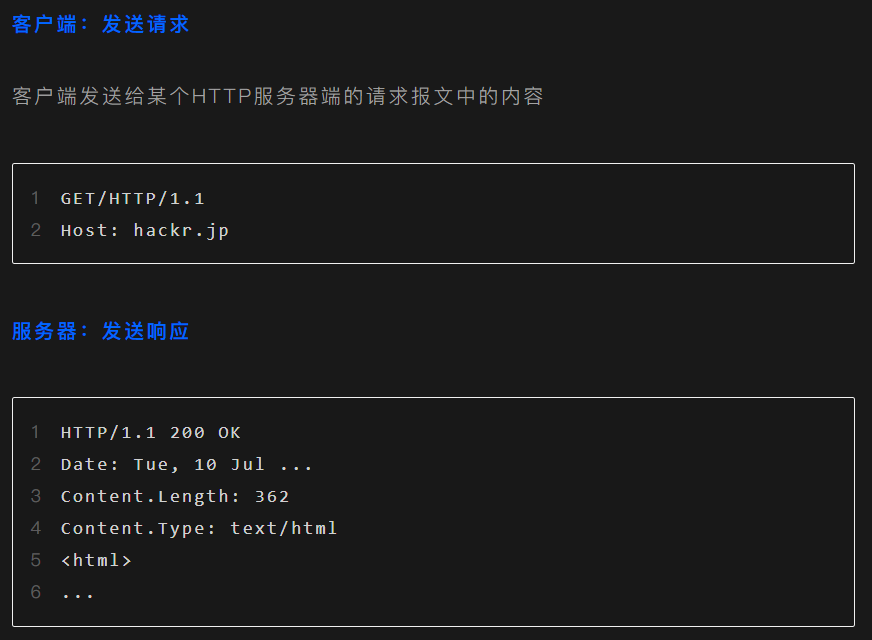 客户端：发送请求
客户端发送给某个HTTP服务器端的请求报文中的内容
1 GET/HTTP/1.1
2 Host: hackr.jp
服务器：发送响应
1 HTTP/1.1 200 OK
2 Date: Tue, 10 Jul ...
3 Content.Length: 362
4 Content.Type: text/html
5 <html>
6 ...